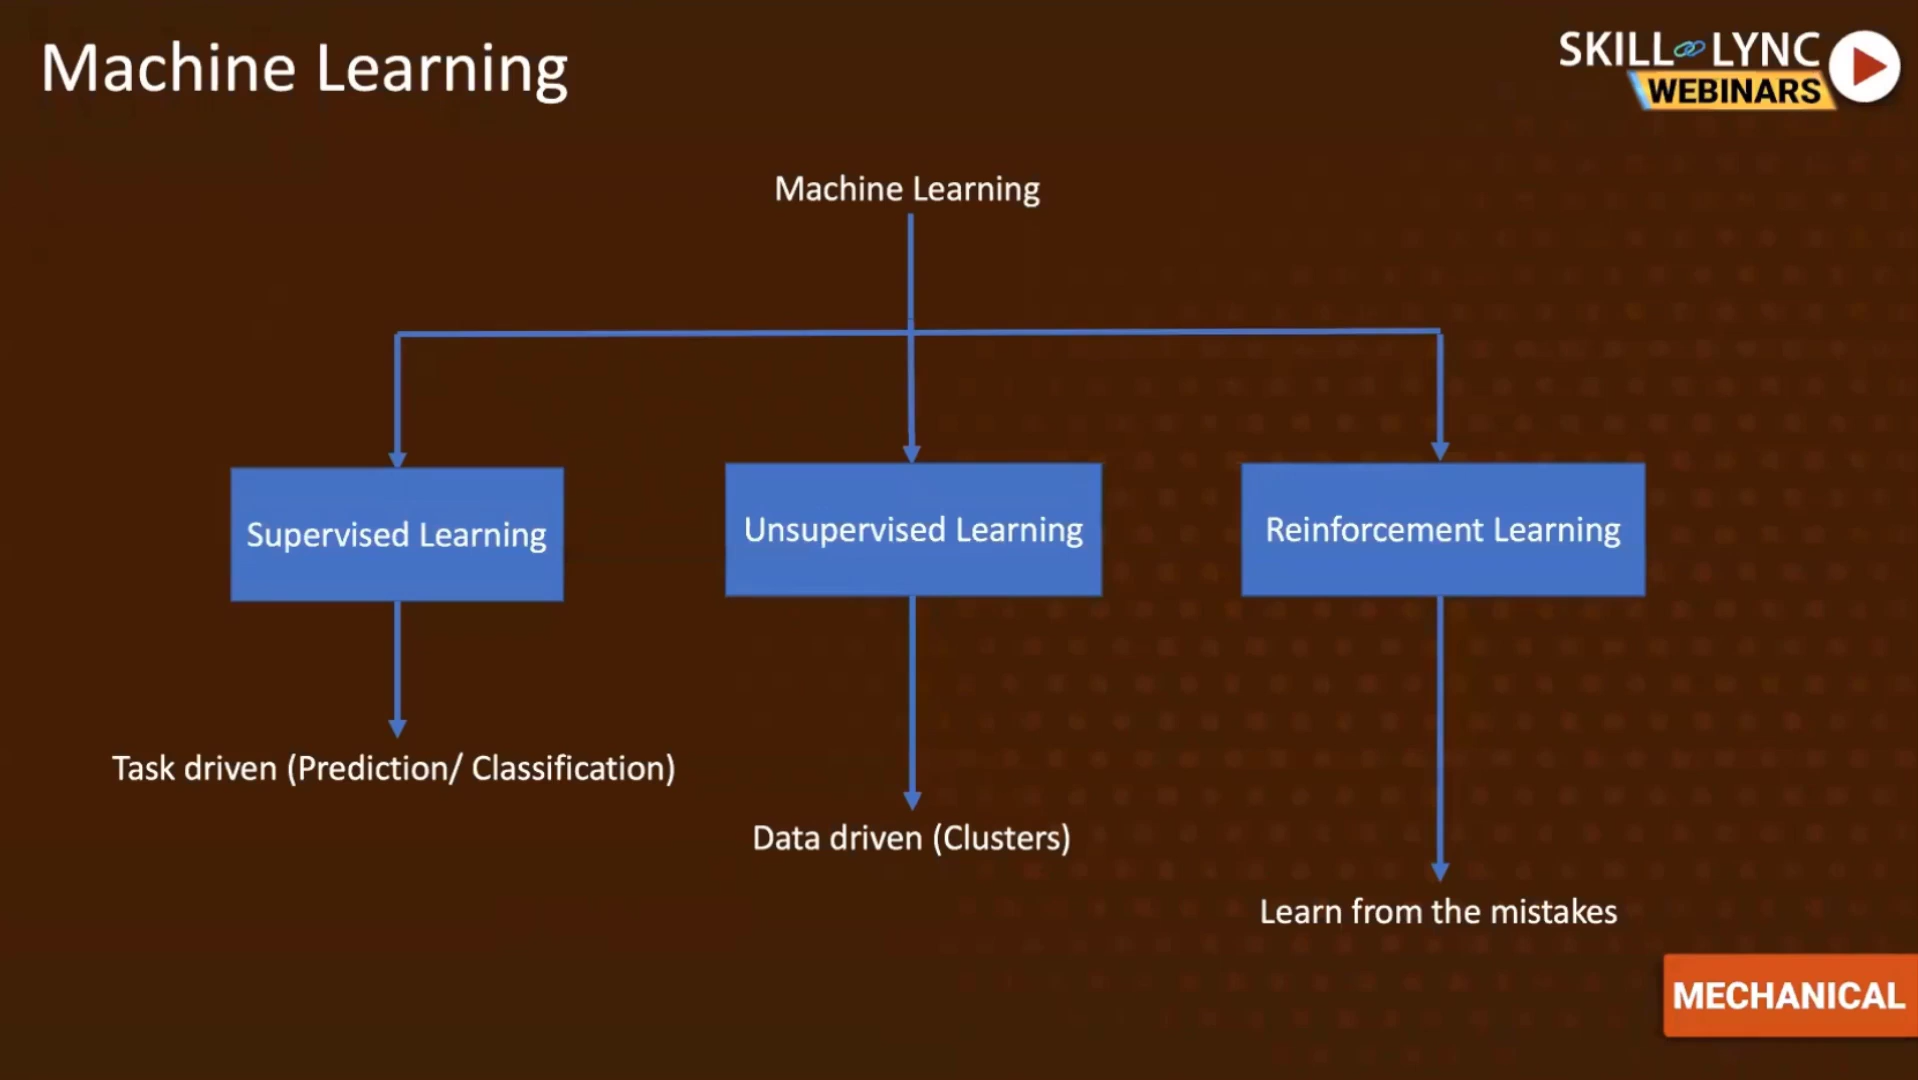 Machine Learning
SKILL LYNC
WEBINARS
Machine Learning
Supervised Learning
Unsupervised Learning
Reinforcement Learning
Task driven (Prediction/ Classification)
Data driven (Clusters)
Learn from the mistakes
MECHANICAL